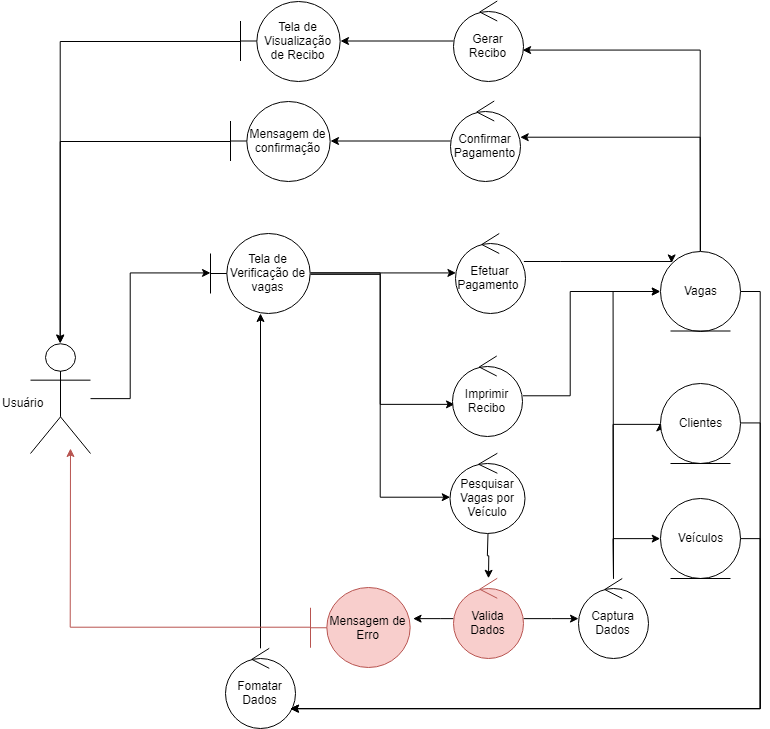 Tela de
Visualização
de Recibo
Gerar
Recibo
Mensagem de
confirmação
Confirmar
Pagamento
Tela de
Verificação de
vagas
Efetuar
Pagamento
Vagas
Usuário
Imprimir
Recibo
Clientes
Pesquisar
Vagas por
Veículo
Veículos
Mensagem de
Erro
Valida
Dados
Captura
Dados
Fomatar
Dados